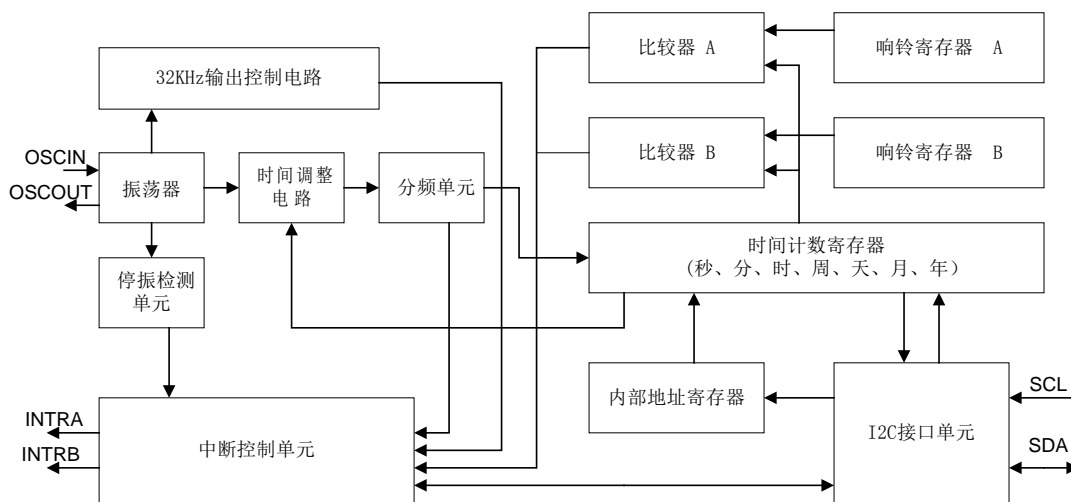 比较器 A
响铃寄存器 A
32KHz输出控制电路
比较器 B
响铃寄存器 B
OSCIN
OSCOUT
振荡器
时间调整
电 路
分频单元
时间计数寄存器
(秒、分、时、周、天、月、年)
停振检测
单元
内部地址寄存器
I2C接口单元
SCL
SDA
INTRA
INTRB
中断控制单元